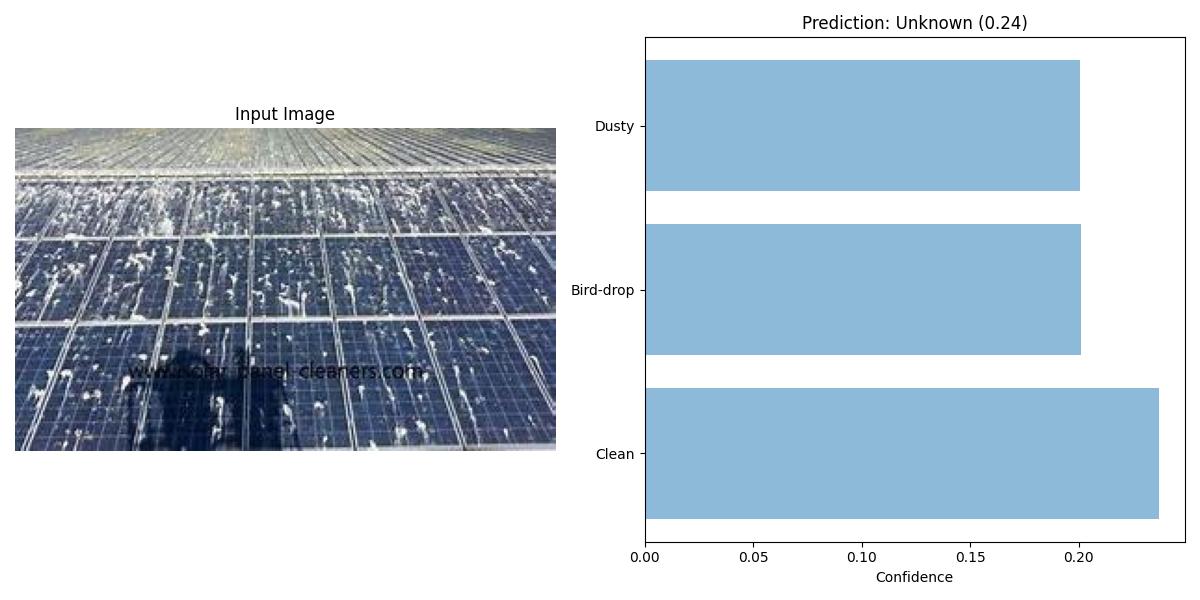 Input Image
www.solar-panel-cleaners.com
Prediction: Unknown (0.24)
Dusty
Bird-drop
Clean
0.00 0.05 0.10 0.15 0.20
Confidence